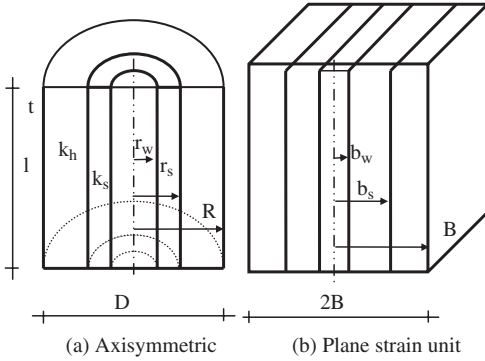 t
l
k_h
k_s
r_w
r_s
R
D
b_w
b_s
B
2B
(a) Axisymmetric
(b) Plane strain unit